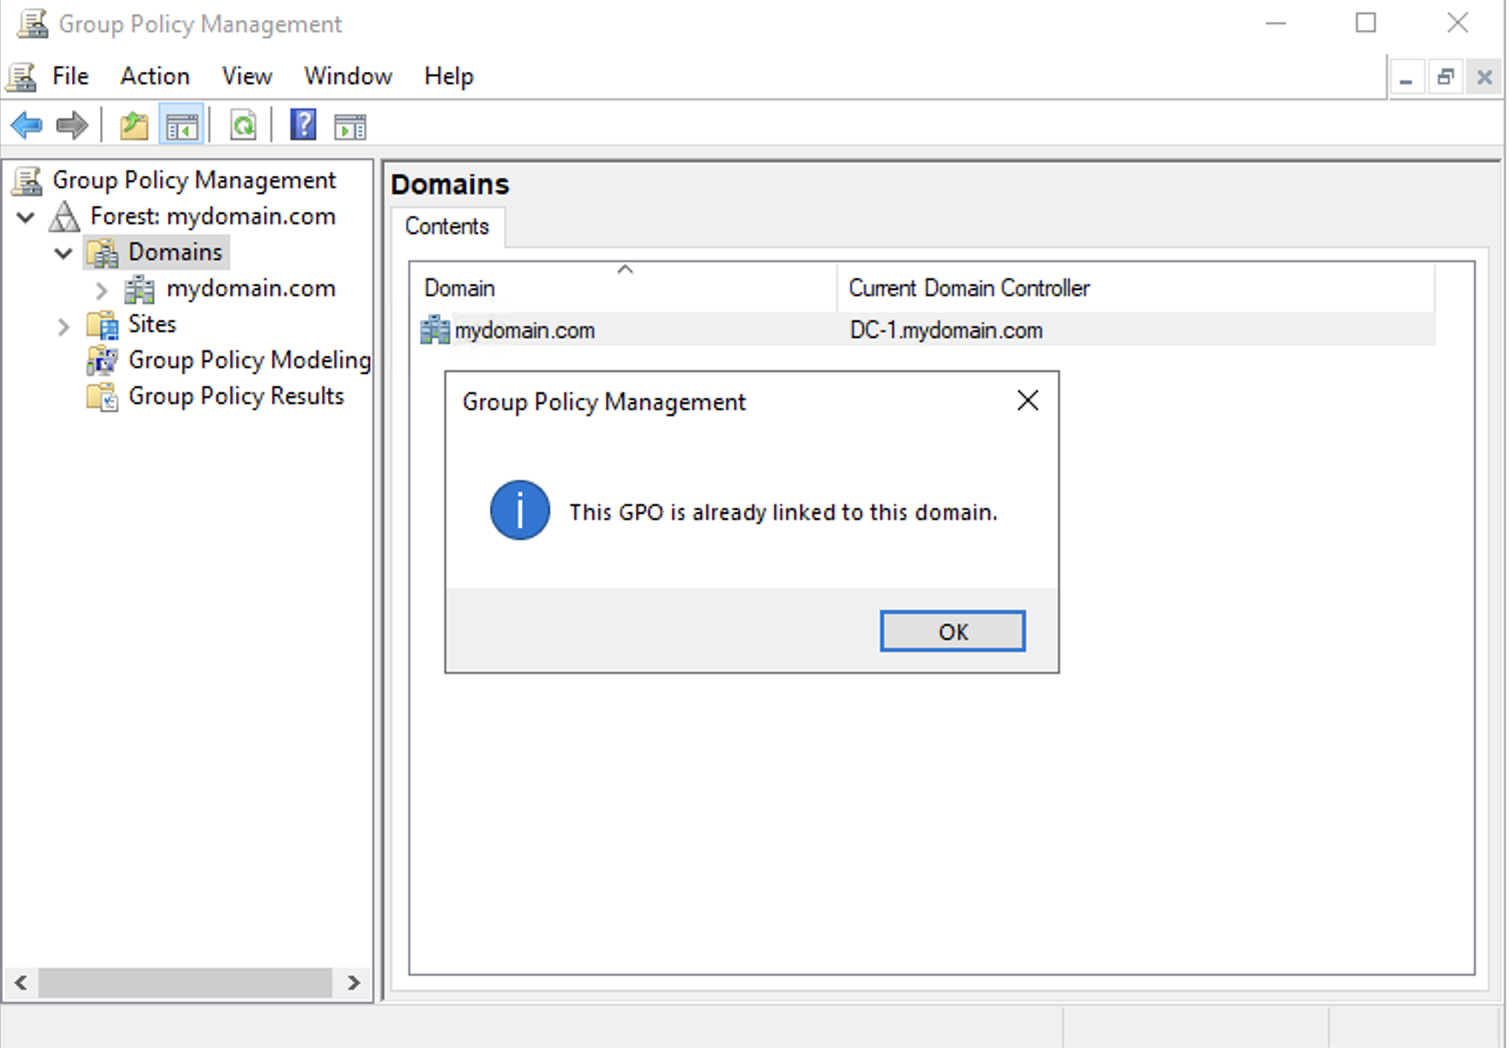 Group Policy Management
File Action View Window Help
Group Policy Management
Forest: mydomain.com
Domains
mydomain.com
Sites
Group Policy Modeling
Group Policy Results
Domains
Contents
Domain Current Domain Controller
mydomain.com DC-1.mydomain.com
Group Policy Management
This GPO is already linked to this domain.
OK